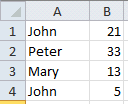 A B
1 John 21
2 Peter 33
3 Mary 13
4 John 5